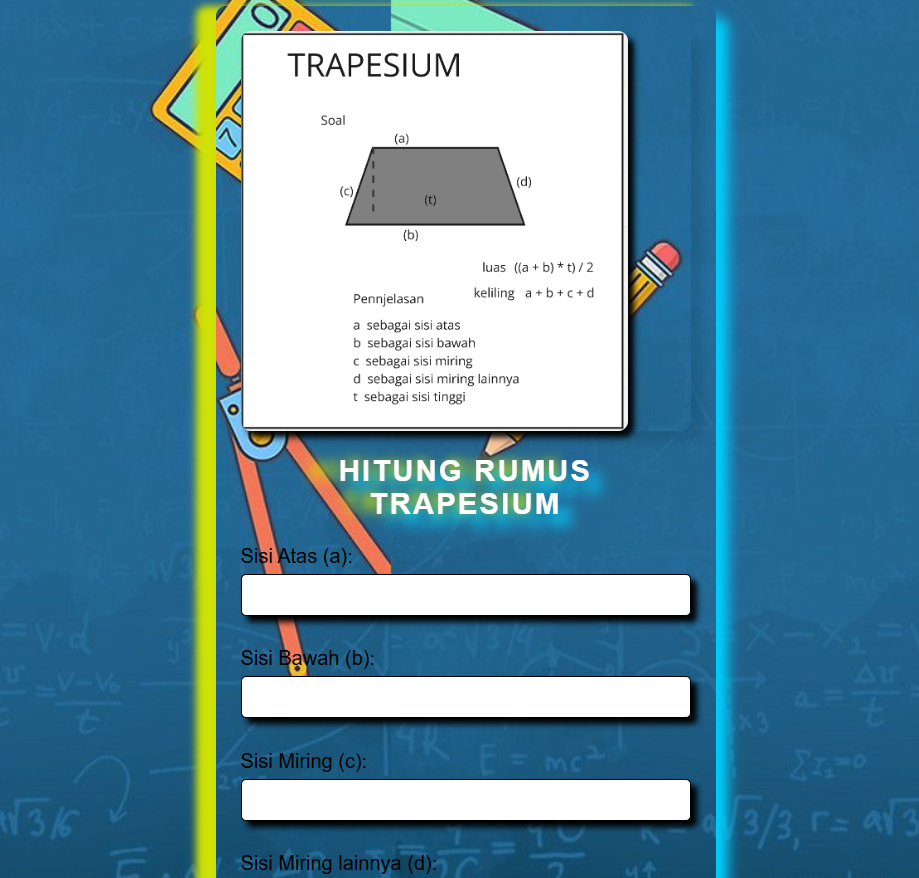 TRAPESIUM
Soal
(a)
(c)
(d)
(t)
(b)
luas ((a + b) * t) / 2
keliling a + b + c + d
Pennjelasan
a sebagai sisi atas
b sebagai sisi bawah
c sebagai sisi miring
d sebagai sisi miring lainnya
t sebagai sisi tinggi
HITUNG RUMUS
TRAPESIUM
Sisi Atas (a):
Sisi Bawah (b):
Sisi Miring (c):
Sisi Miring lainnya (d):
E = mc²